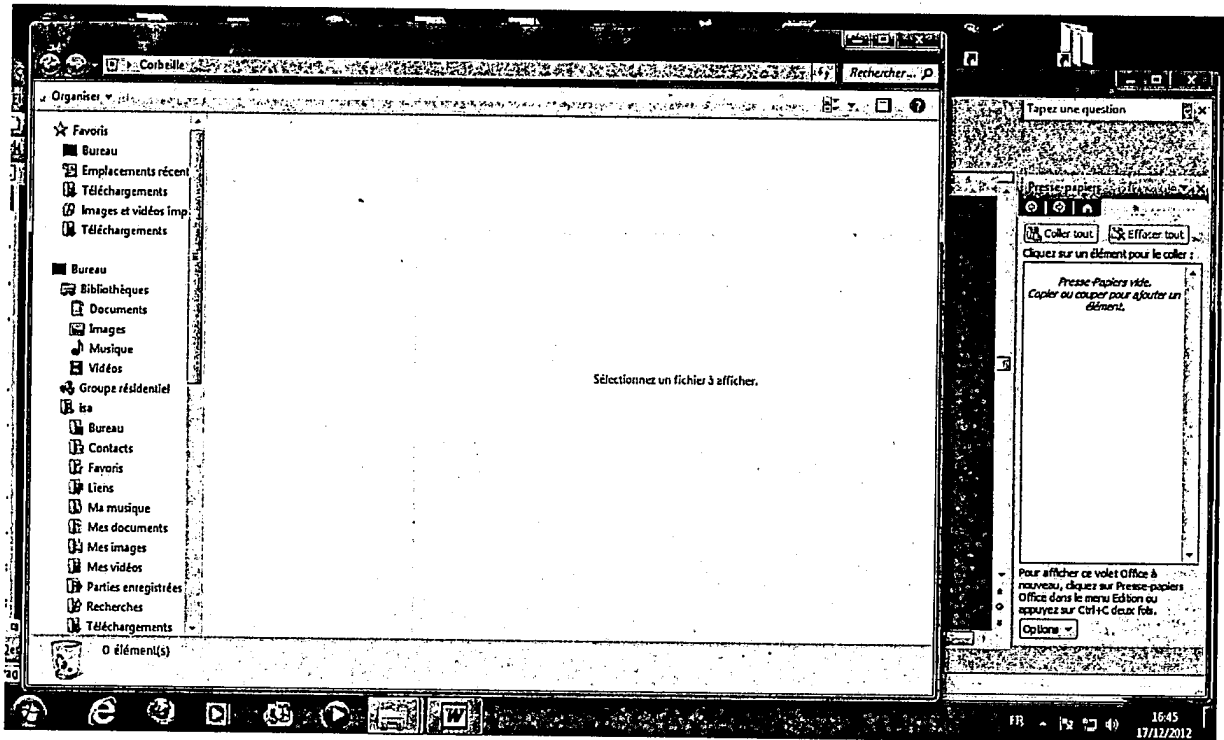 Corbeille
Rechercher...
Organiser
Favoris
Bureau
Emplacements récent
Téléchargements
Images et vidéos imp
Téléchargements
Bureau
Bibliothèques
Documents
Images
Musique
Vidéos
Groupe résidentiel
isa
Bureau
Contacts
Favoris
Liens
Ma musique
Mes documents
Mes images
Mes vidéos
Parties enregistrées
Recherches
Téléchargements
Sélectionnez un fichier à afficher.
0 élément(s)
Tapez une question
Presse-papiers
Coller tout
Effacer tout
Cliquez sur un élément pour le coller :
Presse-Papiers vide.
Copier ou couper pour ajouter un
élément.
Pour afficher ce volet Office à
nouveau, cliquez sur Presse-papiers
Office dans le menu Edition ou
appuyez sur Ctrl+C deux fois.
Options
FR
16:45
17/12/2012